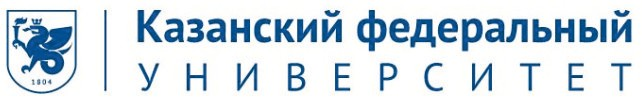 Казанский федеральный
УНИВЕРСИТЕТ
1804